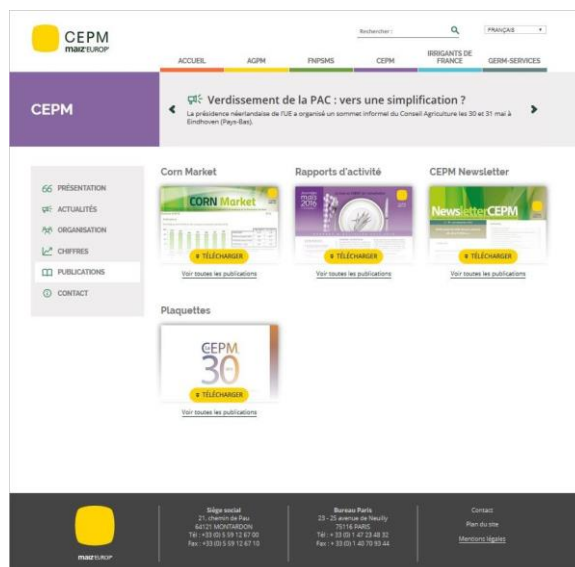 CEPM
maiz'EUROP'
Rechercher :
FRANÇAIS
ACCUEIL
AGPM
FNPSMS
CEPM
IRRIGANTS DE
FRANCE
GERM-SERVICES
CEPM
Verdissement de la PAC : vers une simplification ?
La présidence néerlandaise de l'UE a organisé un sommet informel du Conseil Agriculture les 30 et 31 mai à
Eindhoven (Pays-Bas).
PRÉSENTATION
ACTUALITÉS
ORGANISATION
CHIFFRES
PUBLICATIONS
CONTACT
Corn Market
CORN Market
TÉLÉCHARGER
Voir toutes les publications
Rapports d'activité
maïs
2016
TÉLÉCHARGER
Voir toutes les publications
CEPM Newsletter
NewsletterCEPM
TÉLÉCHARGER
Voir toutes les publications
Plaquettes
CEPM
30
TÉLÉCHARGER
Voir toutes les publications
maiz'EUROP'
Siège social
21, chemin de Pau
64121 MONTARDON
Tél : +33 (0) 5 59 12 67 00
Fax : +33 (0) 5 59 12 67 10
Bureau Paris
23 - 25 avenue de Neuilly
75116 PARIS
Tél : + 33 (0) 1 47 23 48 32
Fax : + 33 (0) 1 40 70 93 44
Contact
Plan du site
Mentions légales